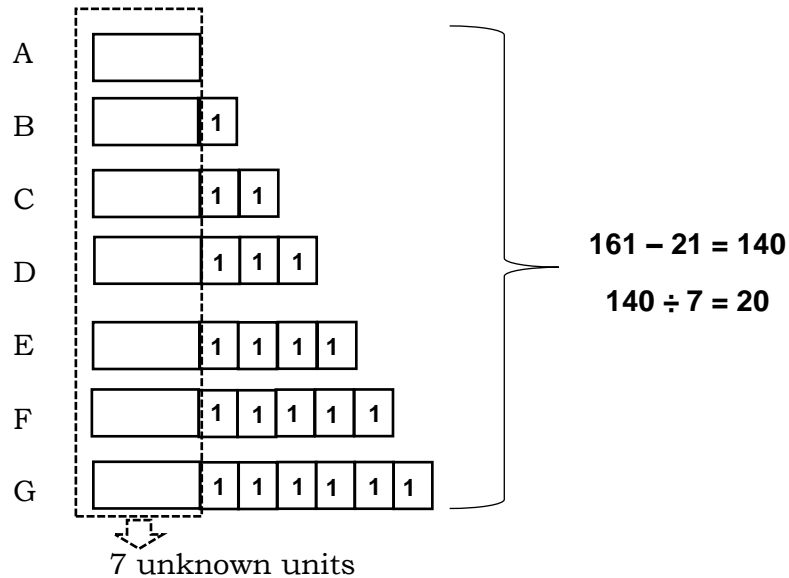 A
B 1
C 1 1
D 1 1 1
161 – 21 = 140
140 ÷ 7 = 20
E 1 1 1 1
F 1 1 1 1 1
G 1 1 1 1 1 1
7 unknown units